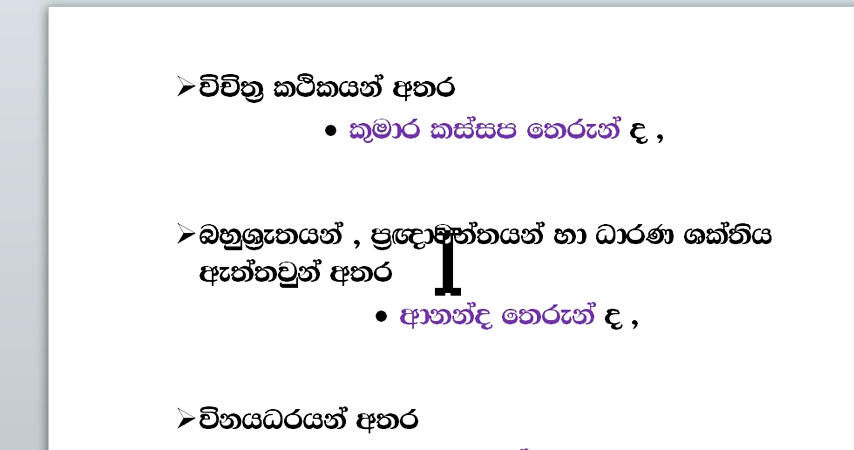 ➢ විචිත්‍ර කථිකයන් අතර
• කුමාර කස්සප තෙරුන් ද ,
➢ බහුශ්‍රැතයන් , ප්‍රඥාවන්තයන් හා ධාරණ ශක්තිය
ඇත්තවුන් අතර
• ආනන්ද තෙරුන් ද ,
➢ විනයධරයන් අතර